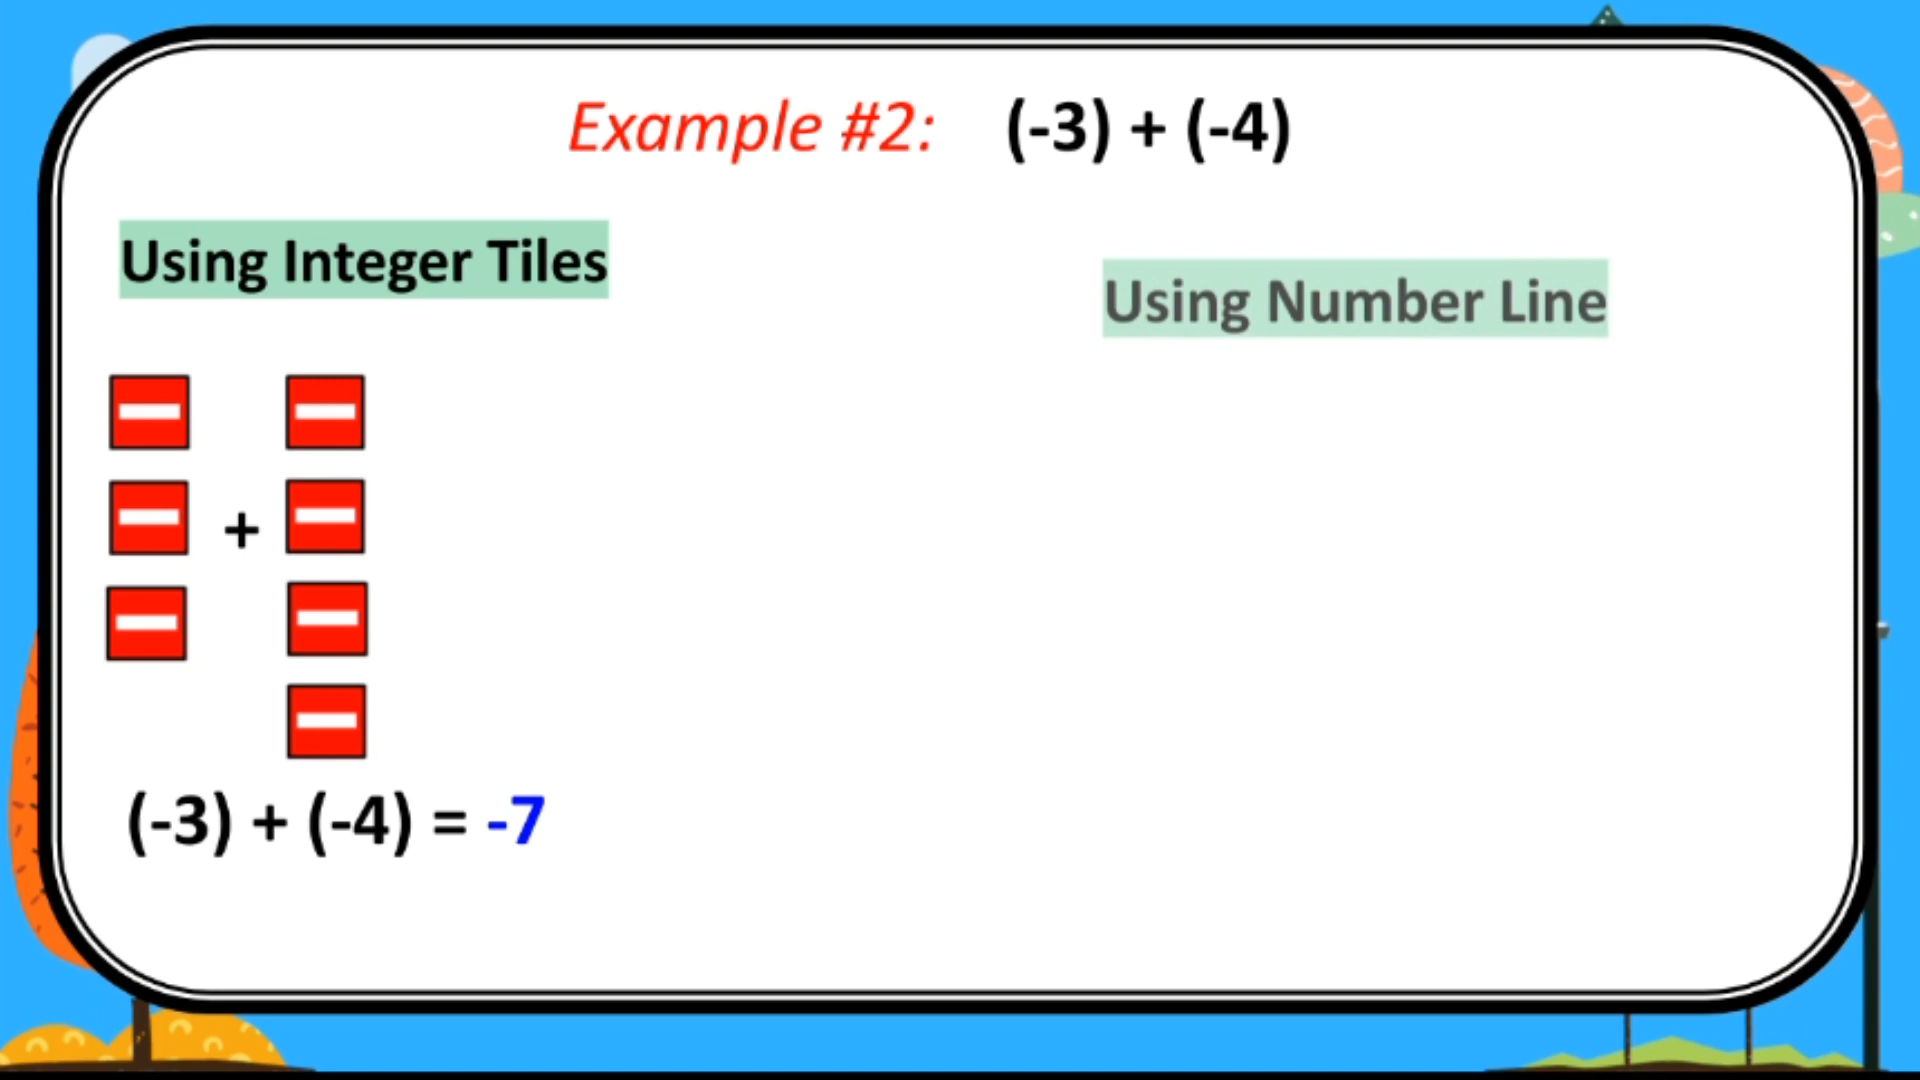 Example #2: (-3) + (-4)
Using Integer Tiles
Using Number Line
+
(-3) + (-4) = -7